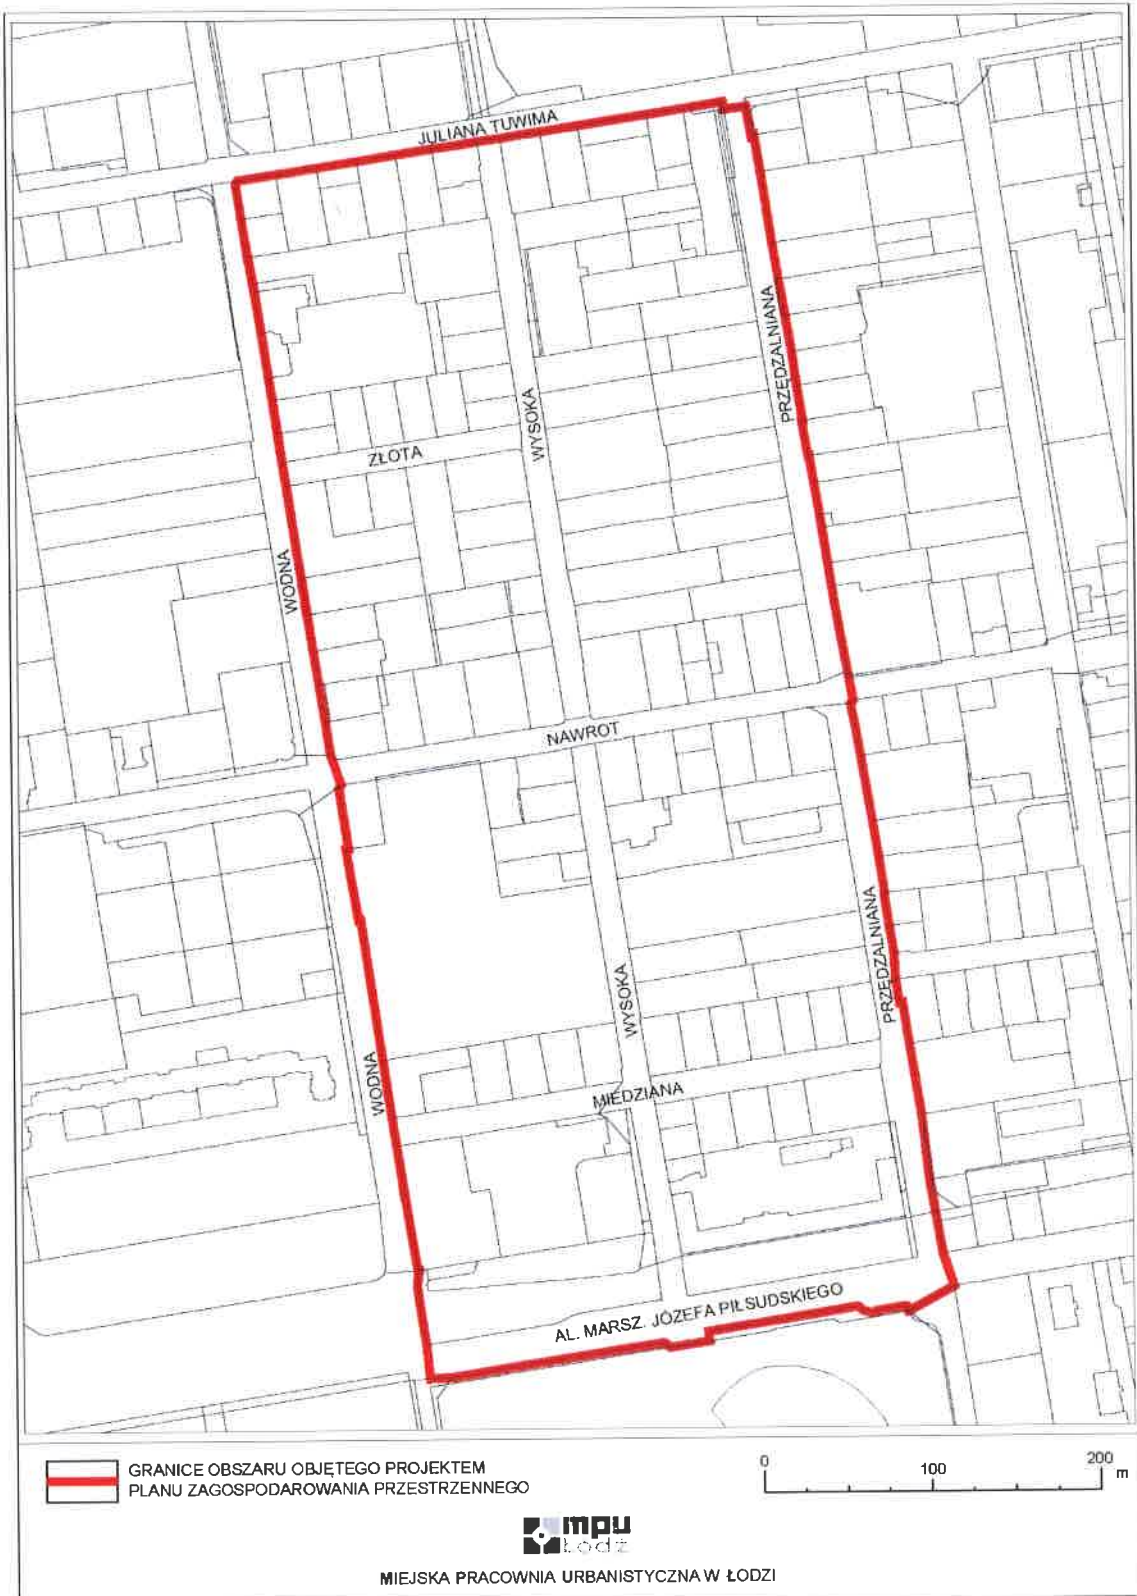 JULIANA TUWIMA
PRZĘDZALNIANA
WYSOKA
ZŁOTA
WODNA
NAWROT
PRZĘDZALNIANA
WYSOKA
WODNA
MIEDZIANA
AL. MARSZ. JÓZEFA PIŁSUDSKIEGO
GRANICE OBSZARU OBJĘTEGO PROJEKTEM
PLANU ZAGOSPODAROWANIA PRZESTRZENNEGO
0 100 200 m
mpu
Łodzi
MIEJSKA PRACOWNIA URBANISTYCZNA W ŁODZI